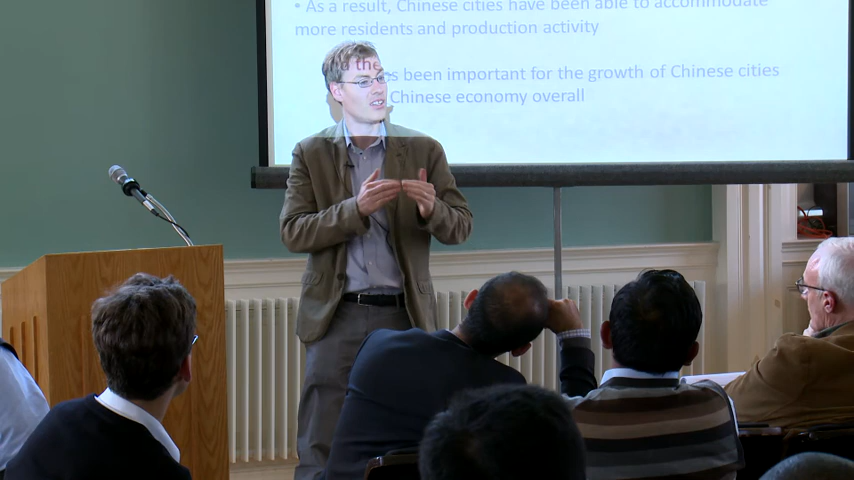 • As a result, Chinese cities have been able to accommodate
more residents and production activity
the
s been important for the growth of Chinese cities
Chinese economy overall